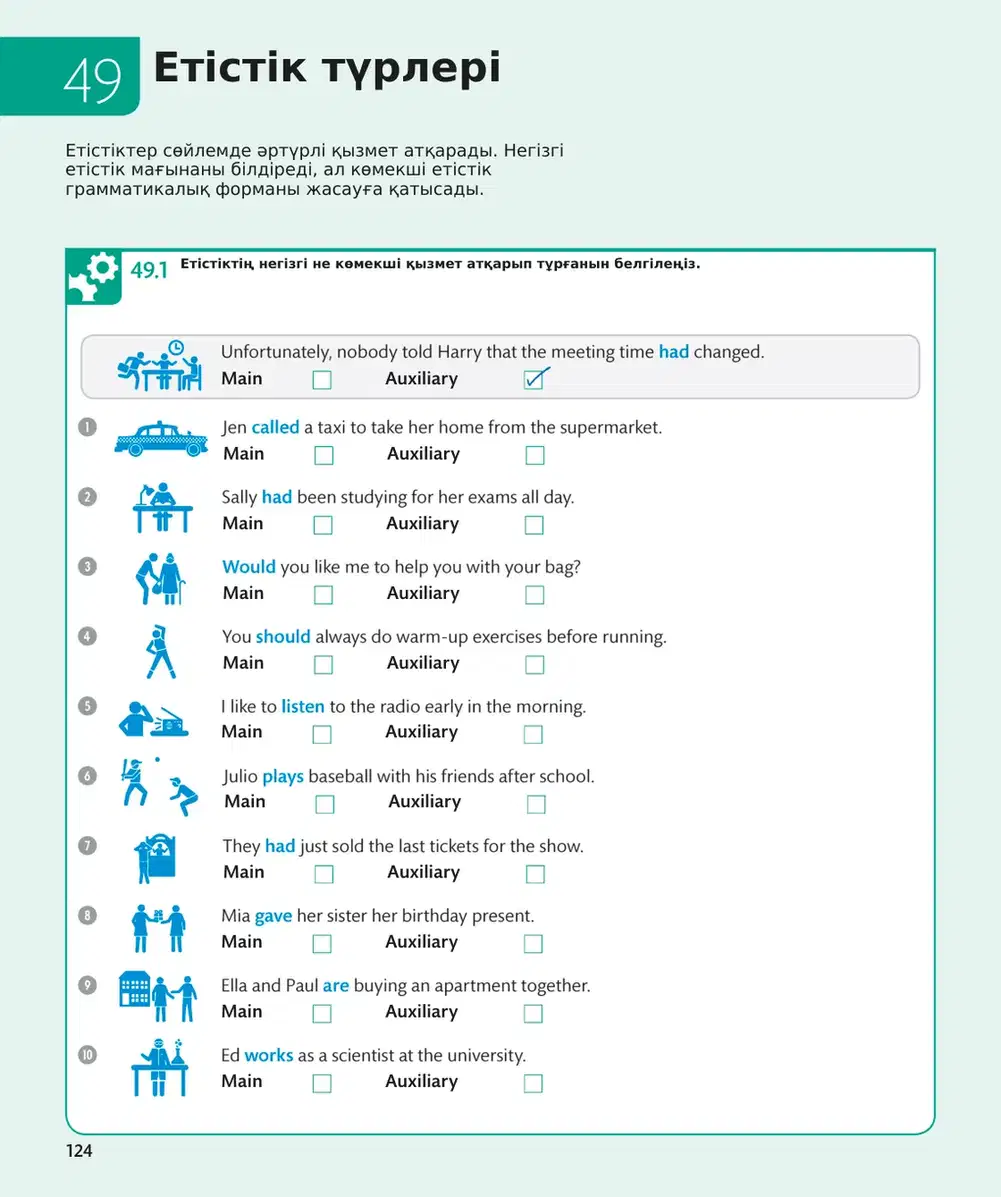 49
Етістік түрлері
Етістіктер сөйлемде әртүрлі қызмет атқарады. Негізгі
етістік мағынаны білдіреді, ал көмекші етістік
грамматикалық форманы жасауға қатысады.
49.1 Етістіктің негізгі не көмекші қызмет атқарып тұрғанын белгілеңіз.
Unfortunately, nobody told Harry that the meeting time had changed.
Main Auxiliary
1 Jen called a taxi to take her home from the supermarket.
Main Auxiliary
2 Sally had been studying for her exams all day.
Main Auxiliary
3 Would you like me to help you with your bag?
Main Auxiliary
4 You should always do warm-up exercises before running.
Main Auxiliary
5 I like to listen to the radio early in the morning.
Main Auxiliary
6 Julio plays baseball with his friends after school.
Main Auxiliary
7 They had just sold the last tickets for the show.
Main Auxiliary
8 Mia gave her sister her birthday present.
Main Auxiliary
9 Ella and Paul are buying an apartment together.
Main Auxiliary
10 Ed works as a scientist at the university.
Main Auxiliary
124